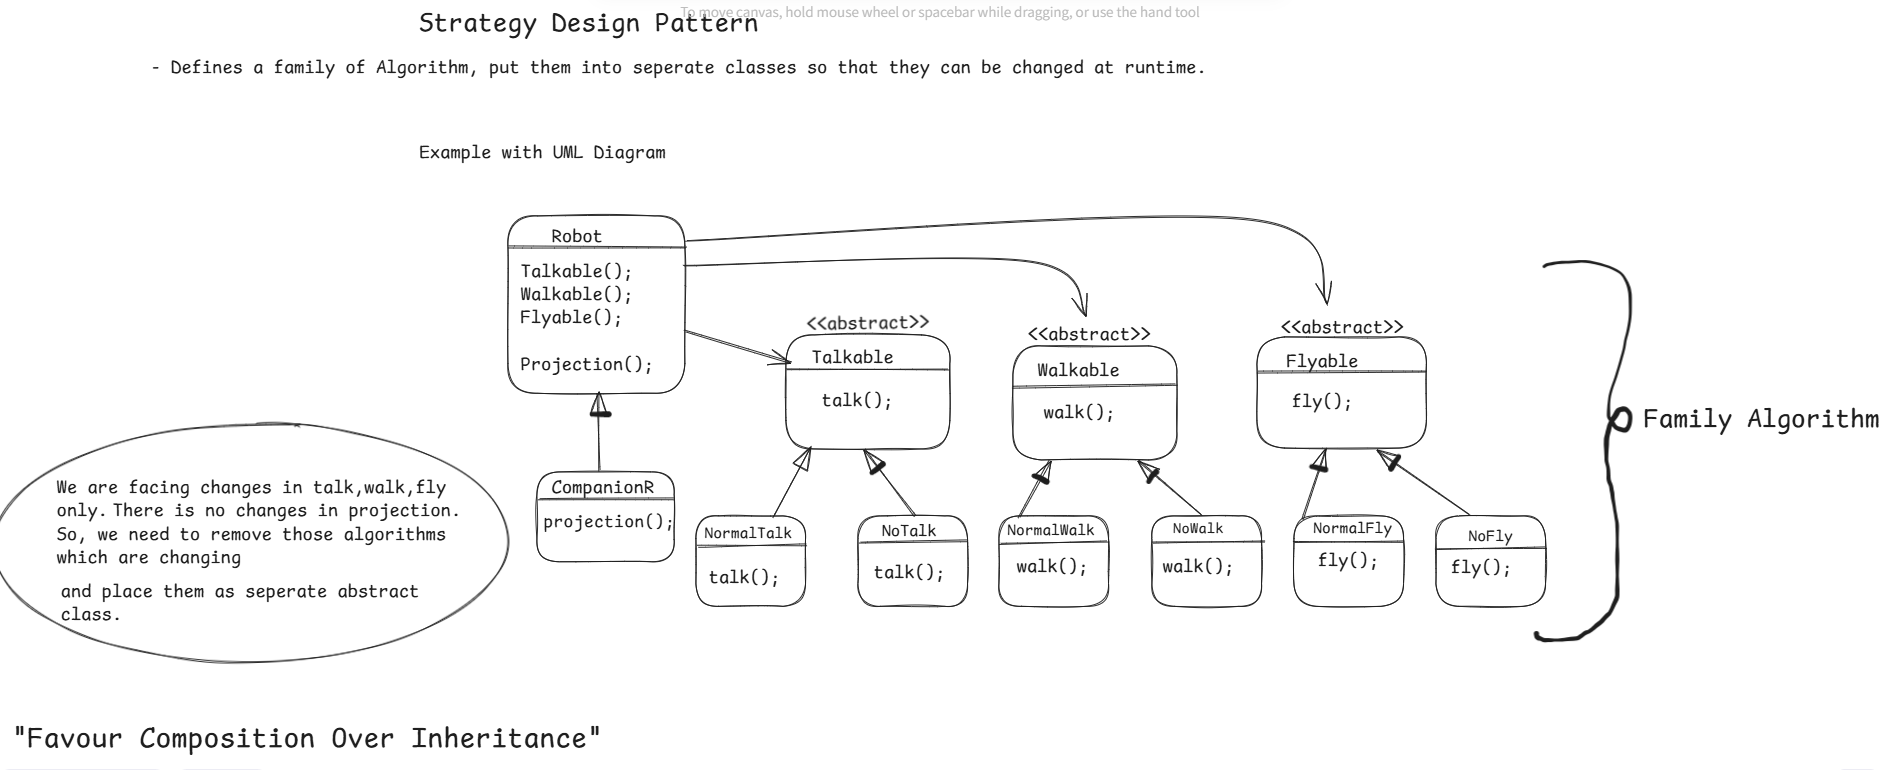 To move canvas, hold mouse wheel or spacebar while dragging, or use the hand tool
Strategy Design Pattern
- Defines a family of Algorithm, put them into seperate classes so that they can be changed at runtime.
Example with UML Diagram
Robot
Talkable();
Walkable();
Flyable();
Projection();
<<abstract>>
Talkable
talk();
<<abstract>>
Walkable
walk();
<<abstract>>
Flyable
fly();
Family Algorithm
We are facing changes in talk,walk,fly
only. There is no changes in projection.
So, we need to remove those algorithms
which are changing
and place them as seperate abstract
class.
CompanionR
projection();
NormalTalk
talk();
NoTalk
talk();
NormalWalk
walk();
NoWalk
walk();
NormalFly
fly();
NoFly
fly();
"Favour Composition Over Inheritance"